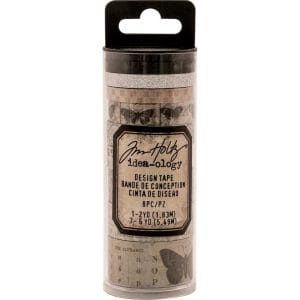 Tim Holtz
idea-ology
DESIGN TAPE
BANDE DE CONCEPTION
CINTA DE DISEÑO
8PC/PZ
1-2YD (1,83M)
7-6YD (5,49M)
N O P